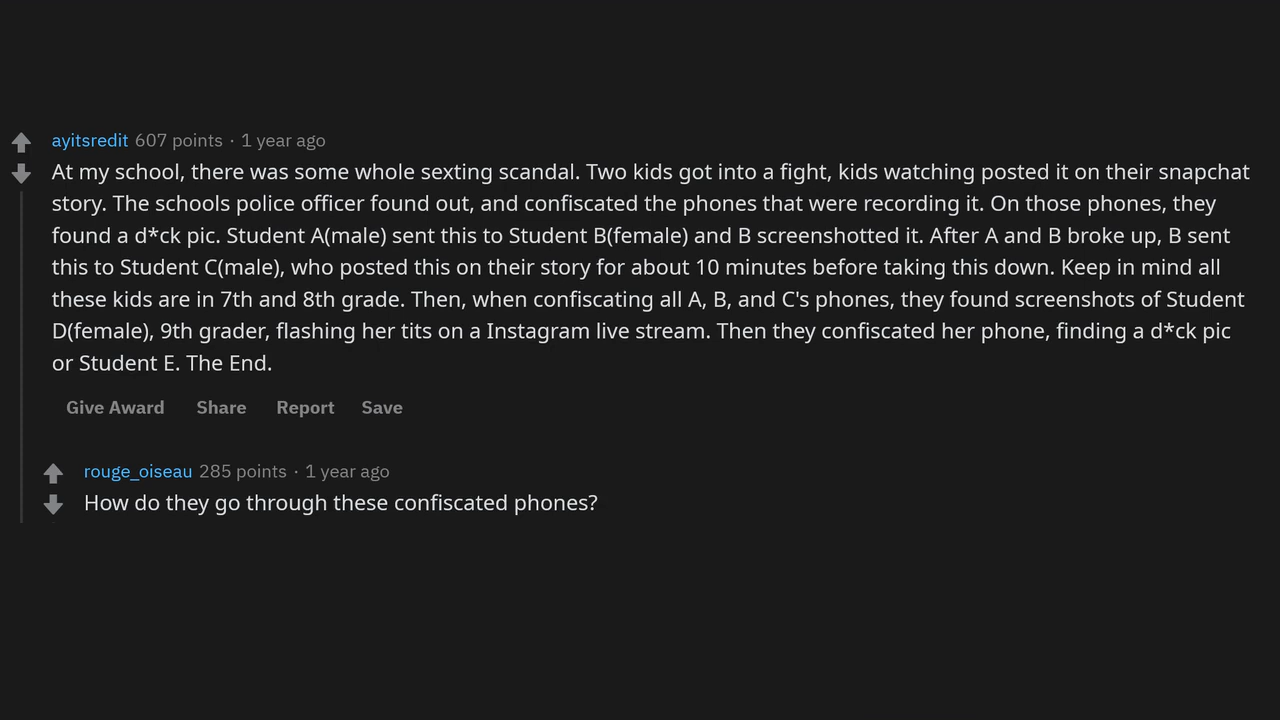 ayitsredit 607 points · 1 year ago
At my school, there was some whole sexting scandal. Two kids got into a fight, kids watching posted it on their snapchat
story. The schools police officer found out, and confiscated the phones that were recording it. On those phones, they
found a d*ck pic. Student A(male) sent this to Student B(female) and B screenshotted it. After A and B broke up, B sent
this to Student C(male), who posted this on their story for about 10 minutes before taking this down. Keep in mind all
these kids are in 7th and 8th grade. Then, when confiscating all A, B, and C's phones, they found screenshots of Student
D(female), 9th grader, flashing her tits on a Instagram live stream. Then they confiscated her phone, finding a d*ck pic
or Student E. The End.
Give Award Share Report Save
rouge_oiseau 285 points · 1 year ago
How do they go through these confiscated phones?